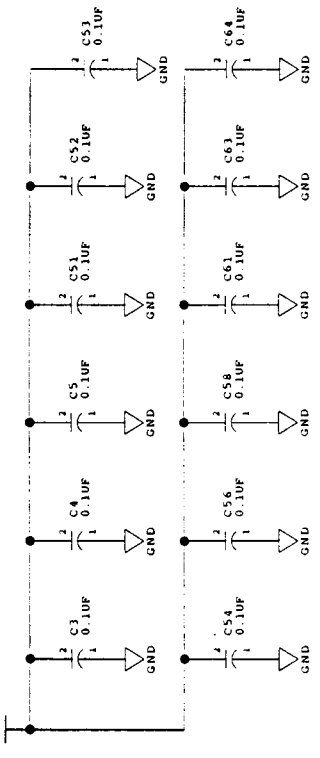 C3
0.1UF
2
1
GND
C4
0.1UF
2
1
GND
C5
0.1UF
2
1
GND
C51
0.1UF
2
1
GND
C52
0.1UF
2
1
GND
C53
0.1UF
2
1
GND
C54
0.1UF
2
1
GND
C56
0.1UF
2
1
GND
C58
0.1UF
2
1
GND
C61
0.1UF
2
1
GND
C63
0.1UF
2
1
GND
C64
0.1UF
2
1
GND